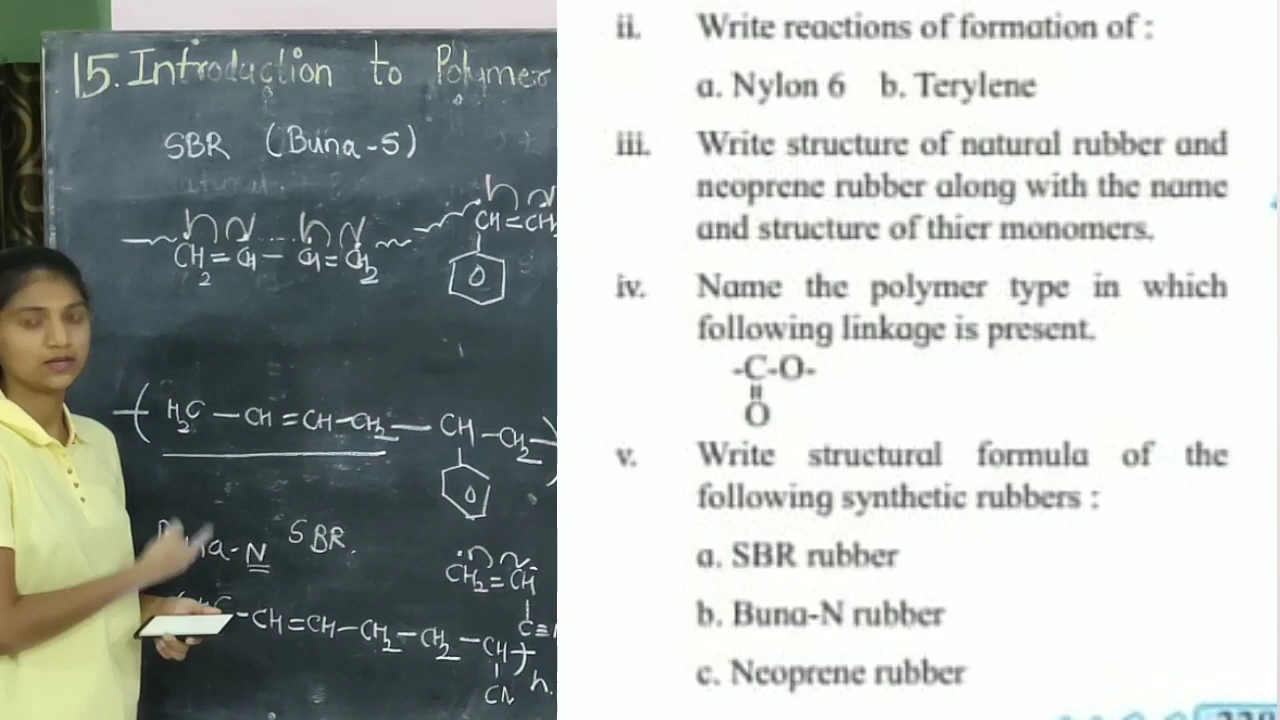 15. Introduction to Polymer
SBR (Buna-S)
CH₂=CH-CH=CH₂
CH=CH₂
H₂C-CH=CH-CH₂-CH-CH₂-
Buna-N SBR.
CH₂=CH
C≡N
-CH=CH-CH₂-CH₂-CH)n.
CN
ii. Write reactions of formation of :
a. Nylon 6 b. Terylene
iii. Write structure of natural rubber and
neoprene rubber along with the name
and structure of thier monomers.
iv. Name the polymer type in which
following linkage is present.
-C-O-
O
v. Write structural formula of the
following synthetic rubbers :
a. SBR rubber
b. Buna-N rubber
c. Neoprene rubber